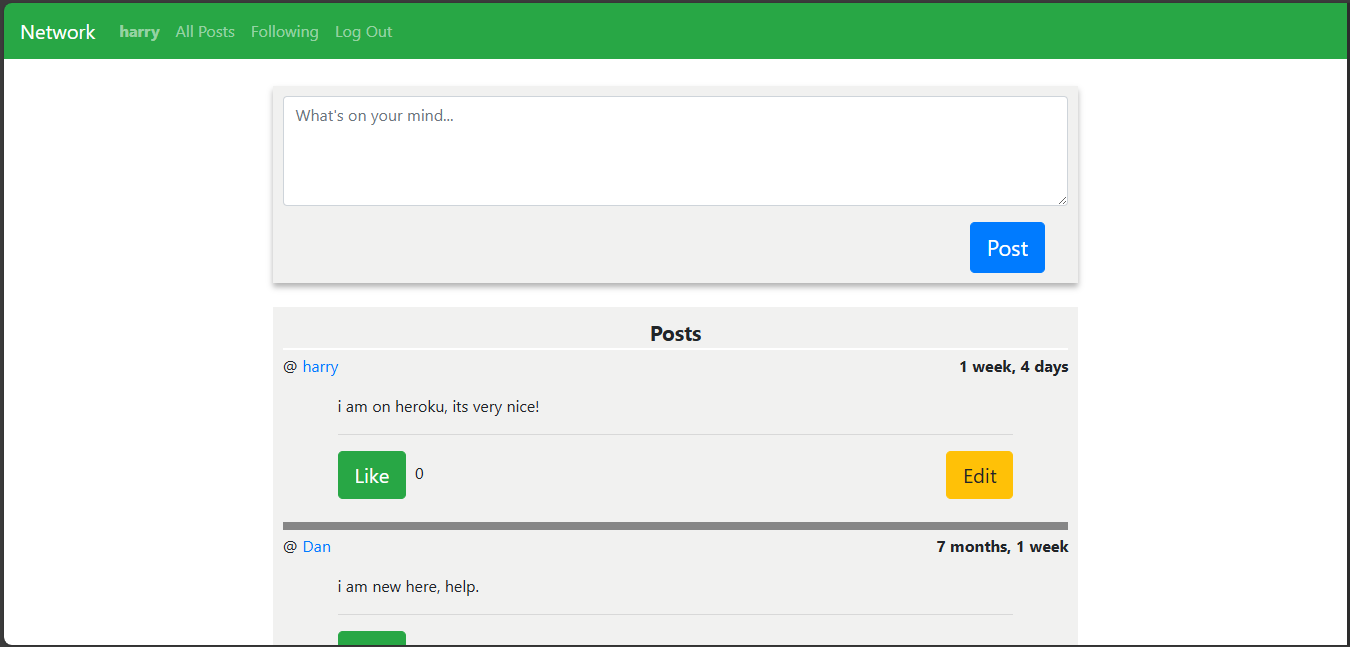 Network harry All Posts Following Log Out
What's on your mind...
Post
Posts
@ harry 1 week, 4 days
i am on heroku, its very nice!
Like 0 Edit
@ Dan 7 months, 1 week
i am new here, help.